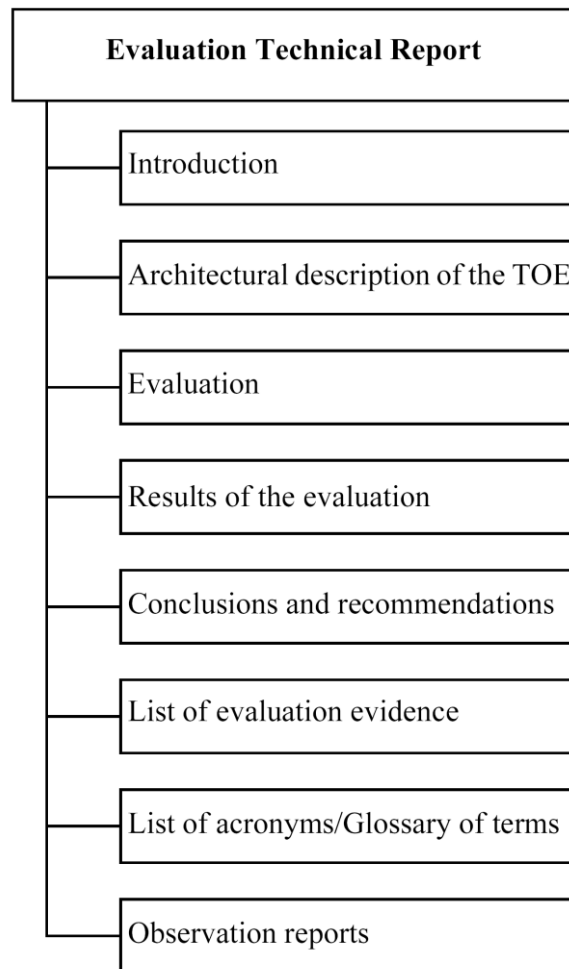 Evaluation Technical Report
Introduction
Architectural description of the TOE
Evaluation
Results of the evaluation
Conclusions and recommendations
List of evaluation evidence
List of acronyms/Glossary of terms
Observation reports